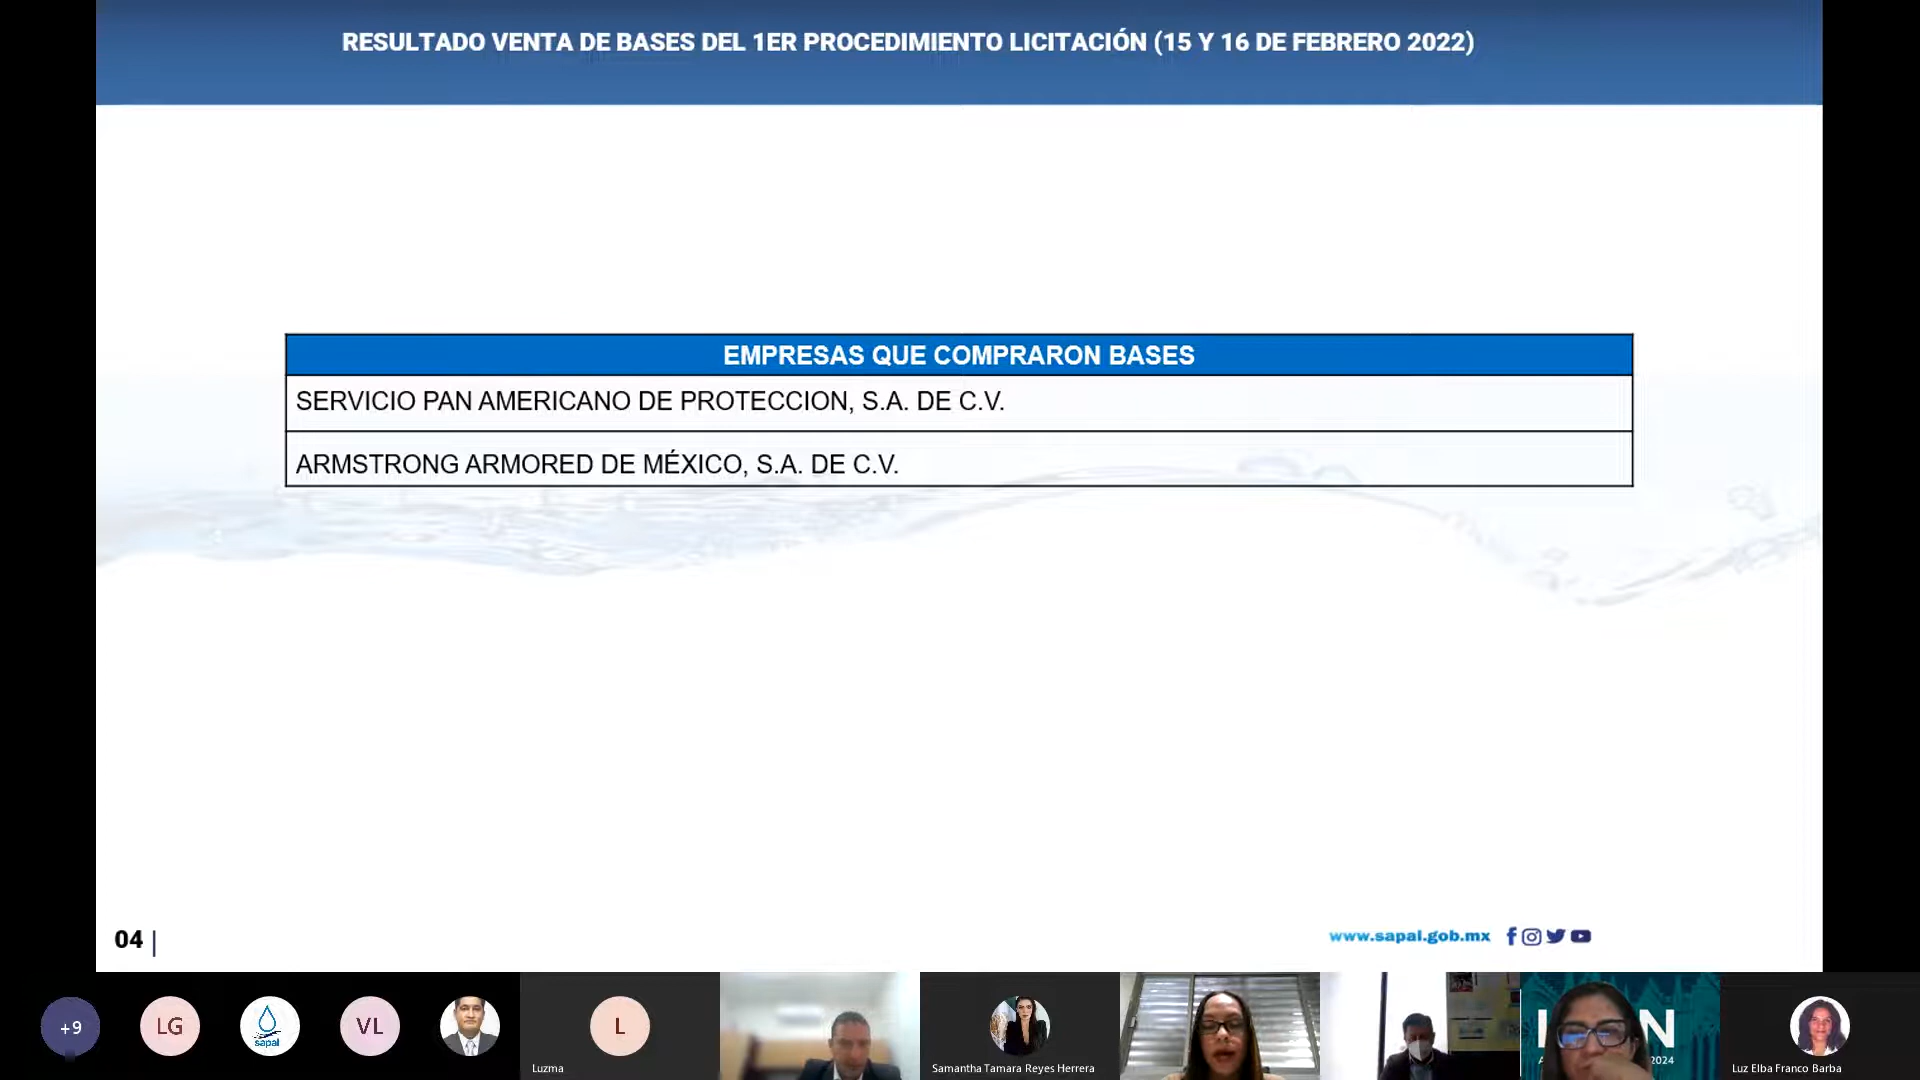 RESULTADO VENTA DE BASES DEL 1ER PROCEDIMIENTO LICITACIÓN (15 Y 16 DE FEBRERO 2022)
EMPRESAS QUE COMPRARON BASES
SERVICIO PAN AMERICANO DE PROTECCION, S.A. DE C.V.
ARMSTRONG ARMORED DE MÉXICO, S.A. DE C.V.
04 |
www.sapal.gob.mx
+9
LG
sapal
VL
L
Luzma
Samantha Tamara Reyes Herrera
N
2024
Luz Elba Franco Barba